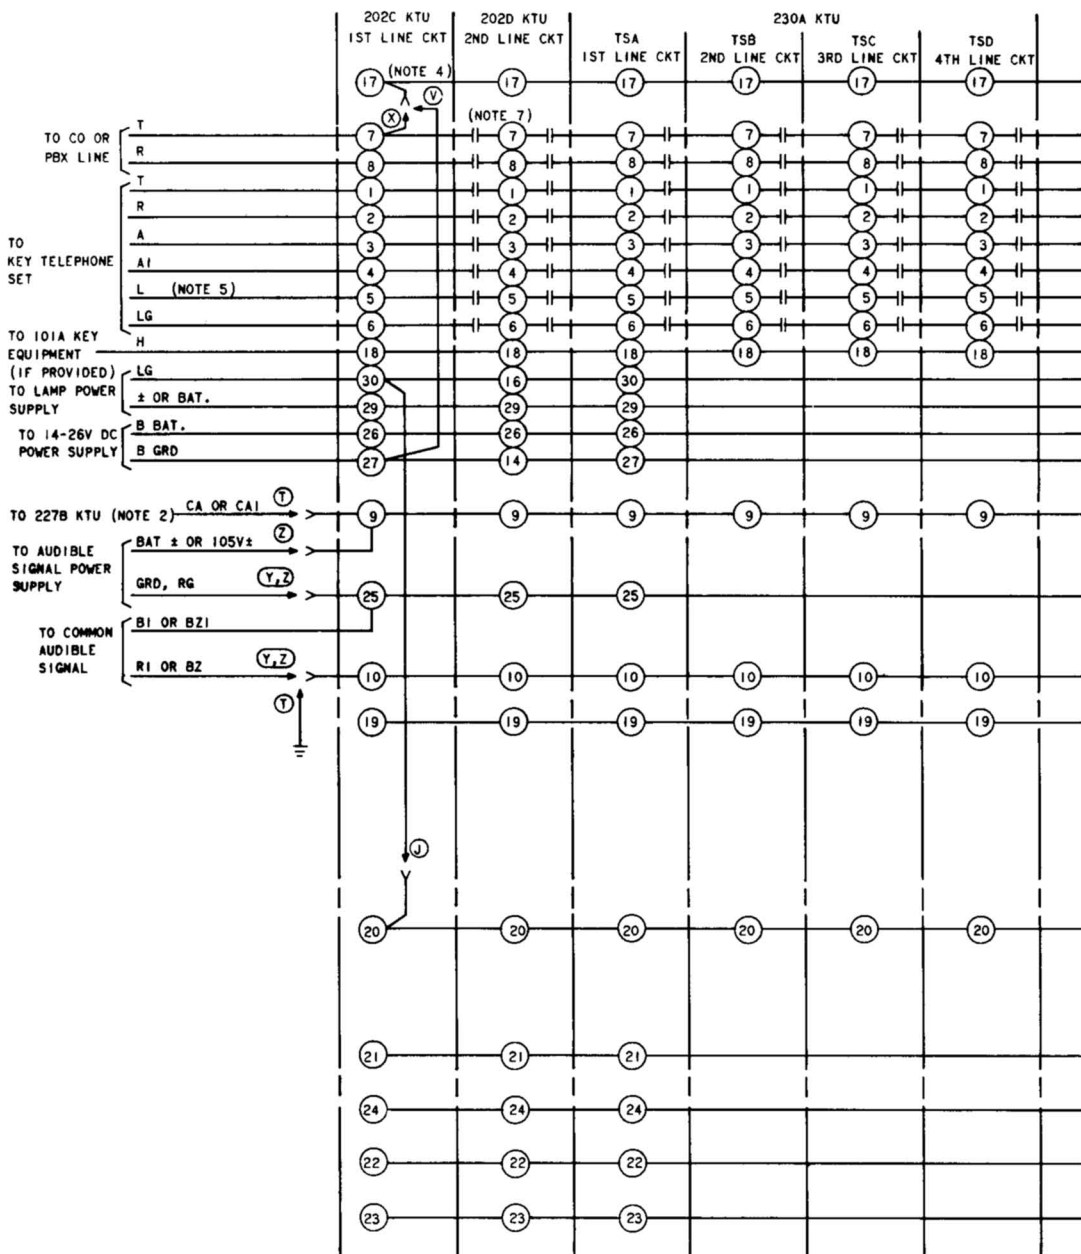 202C KTU 202D KTU 230A KTU
1ST LINE CKT 2ND LINE CKT TSA TSB TSC TSD
1ST LINE CKT 2ND LINE CKT 3RD LINE CKT 4TH LINE CKT
17 (NOTE 4) 17 17 17 17 17
V
X (NOTE 7)
TO CO OR
PBX LINE
T 7 7 7 7 7 7
R 8 8 8 8 8 8
TO
KEY TELEPHONE
SET
T 1 1 1 1 1 1
R 2 2 2 2 2 2
A 3 3 3 3 3 3
A1 4 4 4 4 4 4
L (NOTE 5) 5 5 5 5 5 5
LG 6 6 6 6 6 6
TO 101A KEY
EQUIPMENT
(IF PROVIDED)
H 18 18 18 18 18 18
TO LAMP POWER
SUPPLY
LG 30 16 30
± OR BAT. 29 29 29
TO 14-26V DC
POWER SUPPLY
B BAT. 26 26 26
B GRD 27 14 27
TO 227B KTU (NOTE 2) CA OR CA1 T 9 9 9 9 9 9
TO AUDIBLE
SIGNAL POWER
SUPPLY
BAT ± OR 105V± Z
GRD, RG Y,Z 25 25 25
TO COMMON
AUDIBLE
SIGNAL
B1 OR BZ1
R1 OR BZ Y,Z 10 10 10 10 10 10
T
19 19 19 19 19 19
J
20 20 20 20 20 20
21 21 21
24 24 24
22 22 22
23 23 23